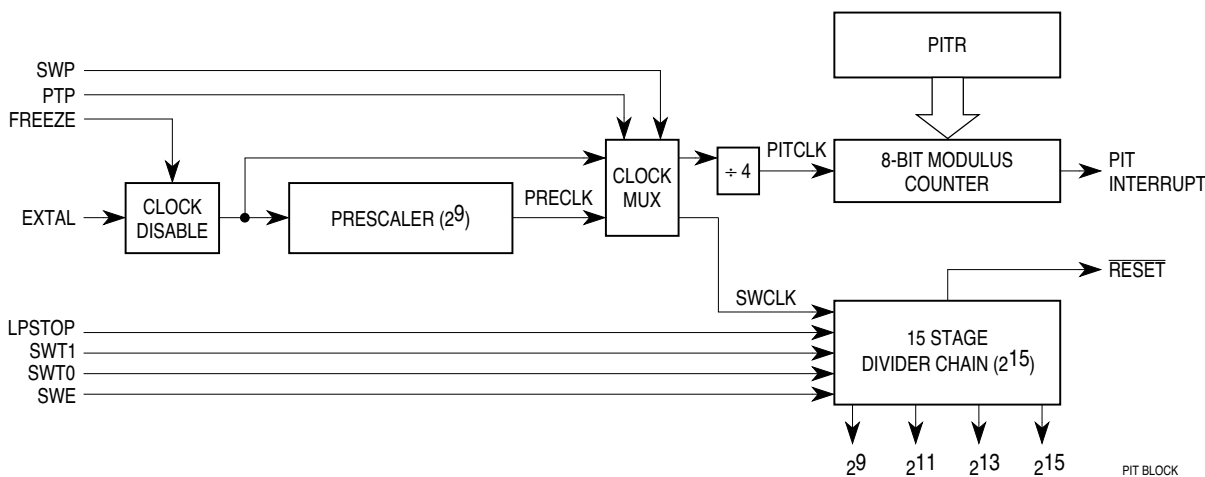 PITR
SWP
PTP
FREEZE
EXTAL
CLOCK
DISABLE
PRESCALER (2⁹)
PRECLK
CLOCK
MUX
÷ 4
PITCLK
8-BIT MODULUS
COUNTER
PIT
INTERRUPT
RESET
SWCLK
LPSTOP
SWT1
SWT0
SWE
15 STAGE
DIVIDER CHAIN (2¹⁵)
2⁹ 2¹¹ 2¹³ 2¹⁵
PIT BLOCK